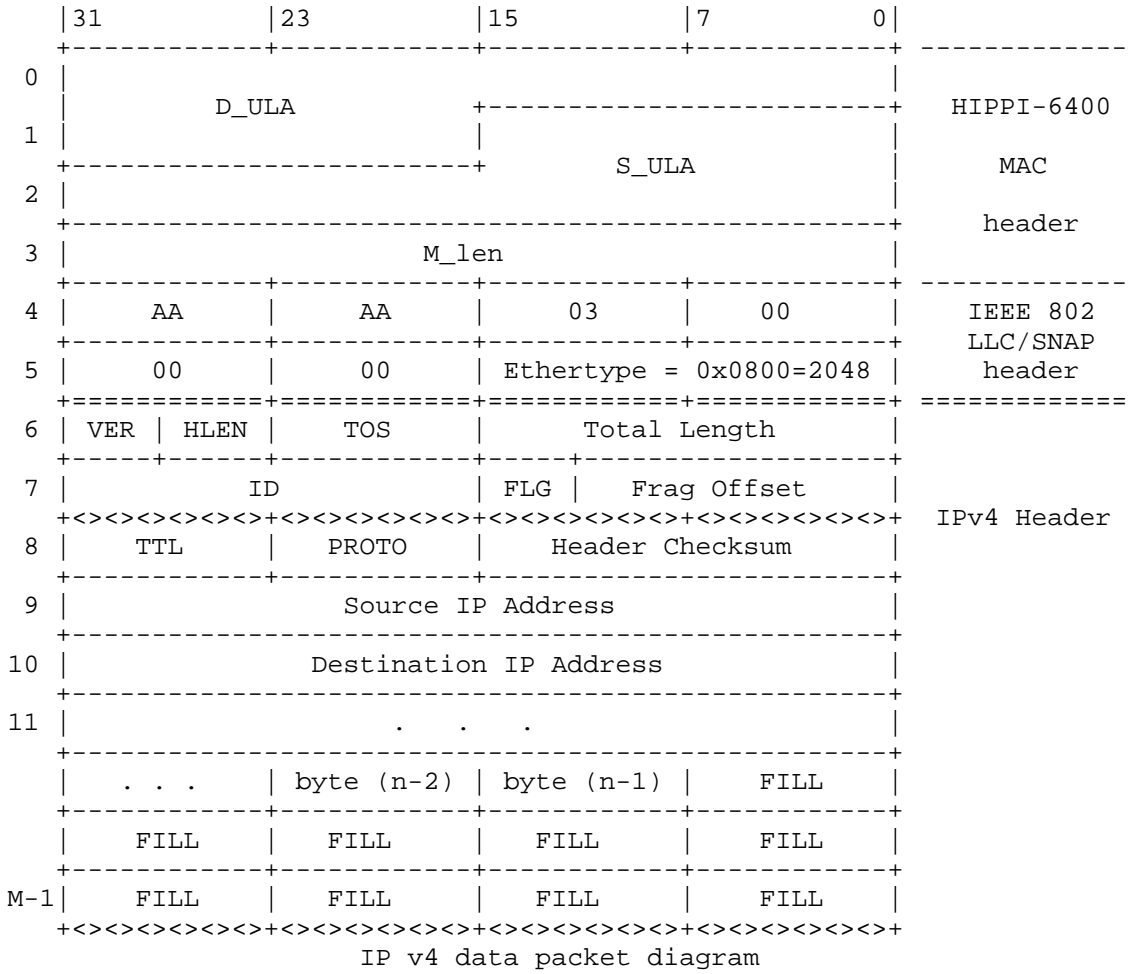 |31 |23 |15 |7 0|
+------------+------------+------------+------------+ -------------
0 | |
| D_ULA +-------------------------+ HIPPI-6400
1 | | |
+-------------------------+ S_ULA | MAC
2 | |
+---------------------------------------------------+ header
3 | M_len |
+------------+------------+------------+------------+ -------------
4 | AA | AA | 03 | 00 | IEEE 802
+------------+------------+------------+------------+ LLC/SNAP
5 | 00 | 00 | Ethertype = 0x0800=2048 | header
+============+============+============+============+ =============
6 | VER | HLEN | TOS | Total Length |
+-----+------+------------+-----+-------------------+
7 | ID | FLG | Frag Offset |
+<><><><><><>+<><><><><><>+<><><><><><>+<><><><><><>+ IPv4 Header
8 | TTL | PROTO | Header Checksum |
+------------+------------+-------------------------+
9 | Source IP Address |
+---------------------------------------------------+
10 | Destination IP Address |
+---------------------------------------------------+
11 | . . . |
+---------------------------------------------------+
| . . . | byte (n-2) | byte (n-1) | FILL |
+------------+------------+------------+------------+
| FILL | FILL | FILL | FILL |
+------------+------------+------------+------------+
M-1| FILL | FILL | FILL | FILL |
+<><><><><><>+<><><><><><>+<><><><><><>+<><><><><><>+
IP v4 data packet diagram